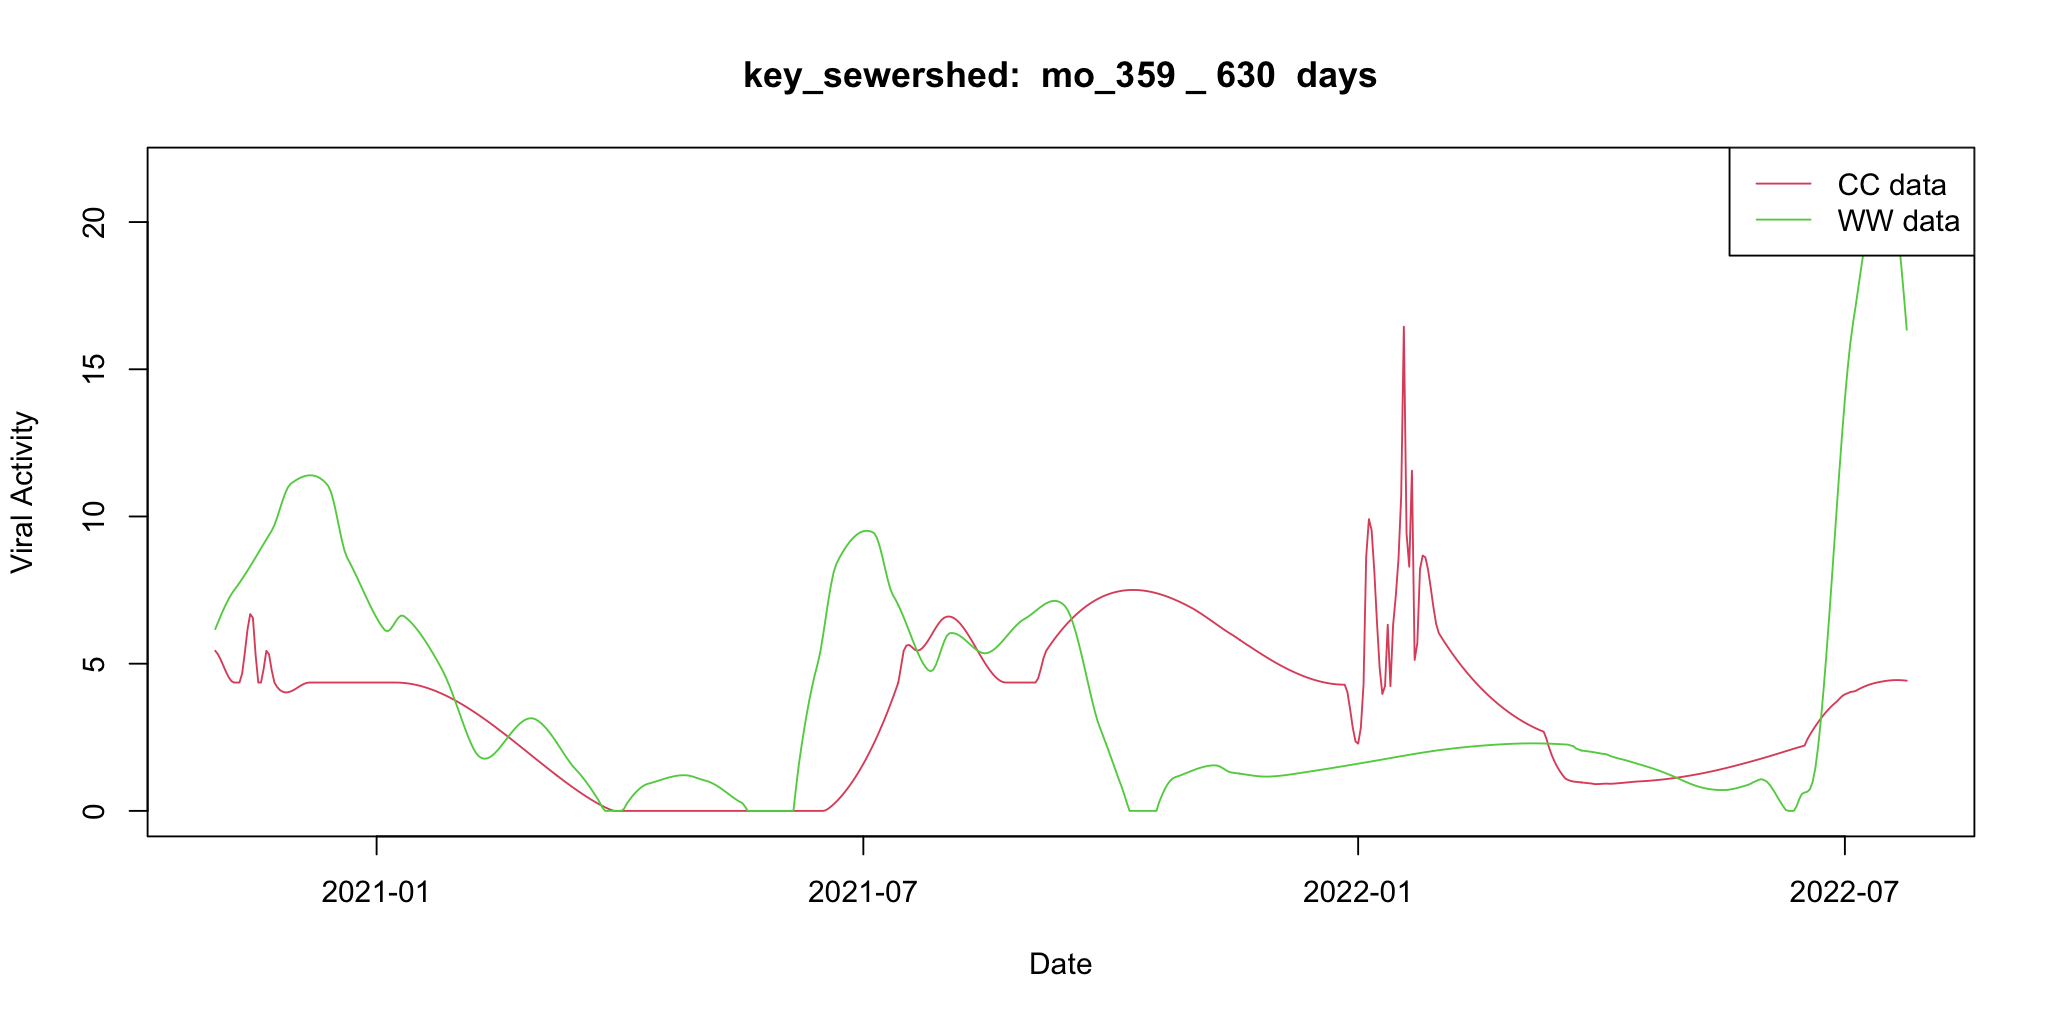 key_sewershed: mo_359 _ 630 days
CC data
WW data
Viral Activity
20
15
10
5
0
2021-01
2021-07
2022-01
2022-07
Date